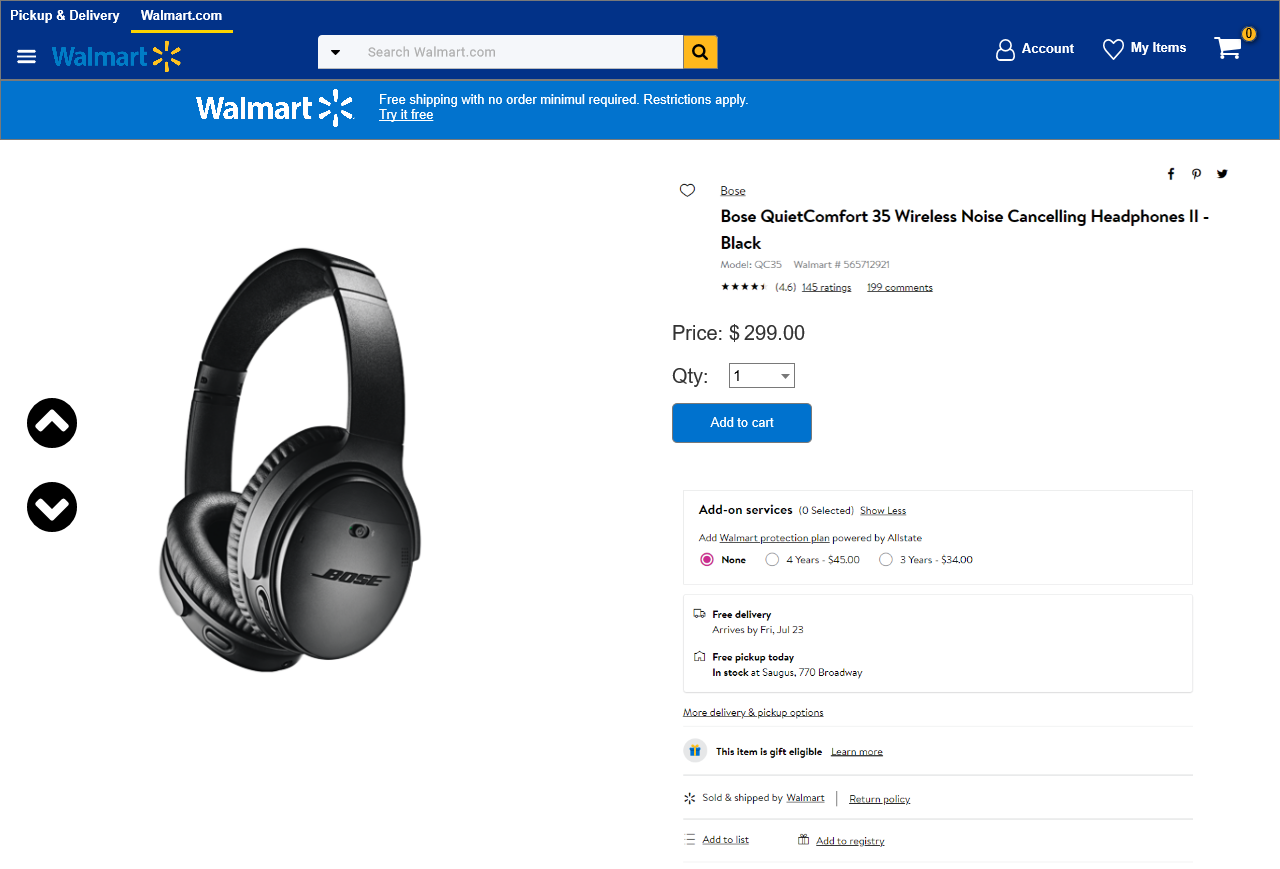 Pickup & Delivery Walmart.com
Walmart
Search Walmart.com
Account
My Items
0
Walmart
Free shipping with no order minimul required. Restrictions apply.
Try it free
Bose
Bose QuietComfort 35 Wireless Noise Cancelling Headphones II -
Black
Model: QC35 Walmart # 565712921
(4.6) 145 ratings 199 comments
Price: $ 299.00
Qty: 1
Add to cart
BOSE
Add-on services (0 Selected) Show Less
Add Walmart protection plan powered by Allstate
None 4 Years - $45.00 3 Years - $34.00
Free delivery
Arrives by Fri, Jul 23
Free pickup today
In stock at Saugus, 770 Broadway
More delivery & pickup options
This item is gift eligible Learn more
Sold & shipped by Walmart | Return policy
Add to list Add to registry